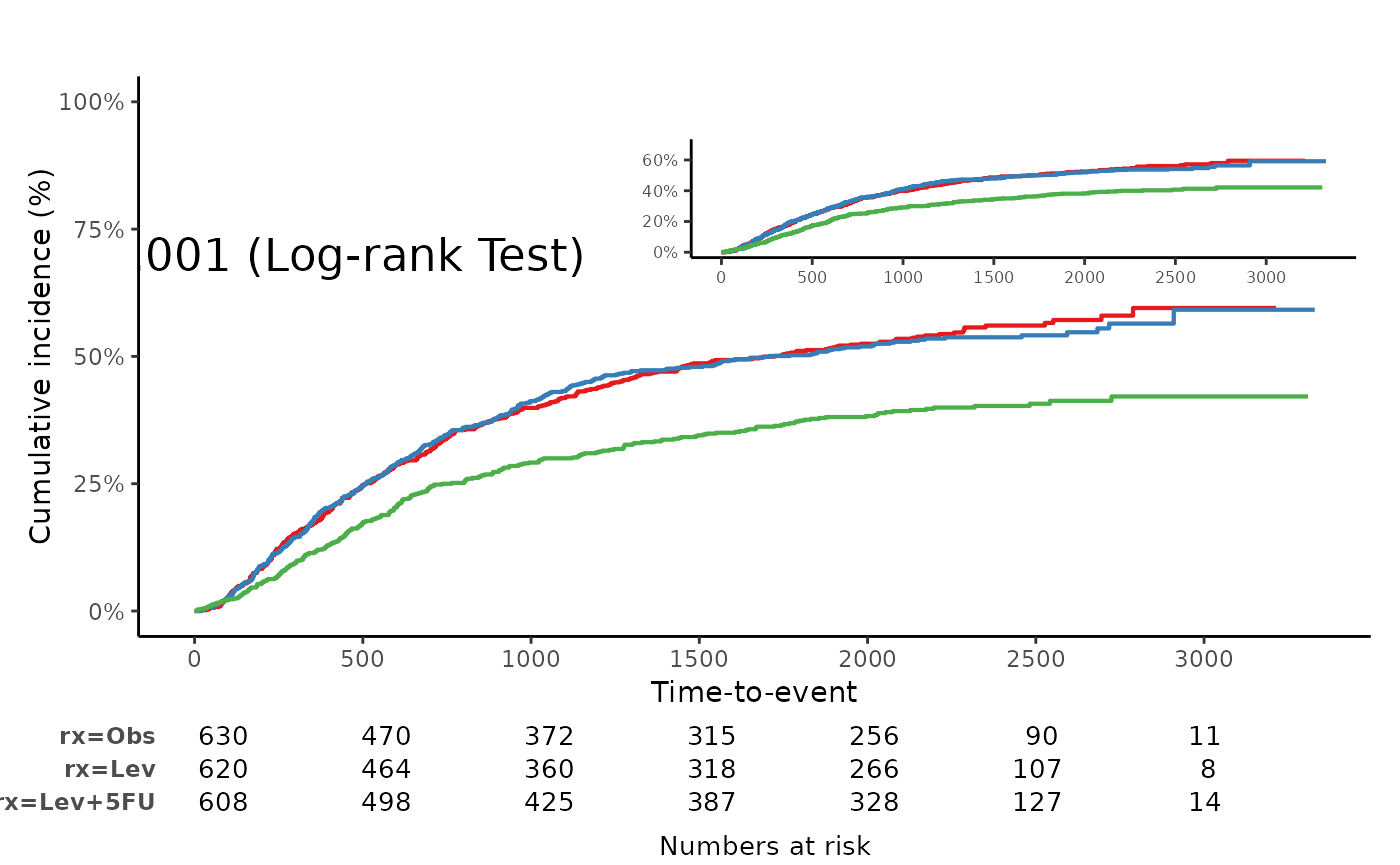 100%
75%
50%
25%
0%
Cumulative incidence (%)
001 (Log-rank Test)
60%
40%
20%
0%
0 500 1000 1500 2000 2500 3000
0 500 1000 1500 2000 2500 3000
Time-to-event
rx=Obs 630 470 372 315 256 90 11
rx=Lev 620 464 360 318 266 107 8
rx=Lev+5FU 608 498 425 387 328 127 14
Numbers at risk